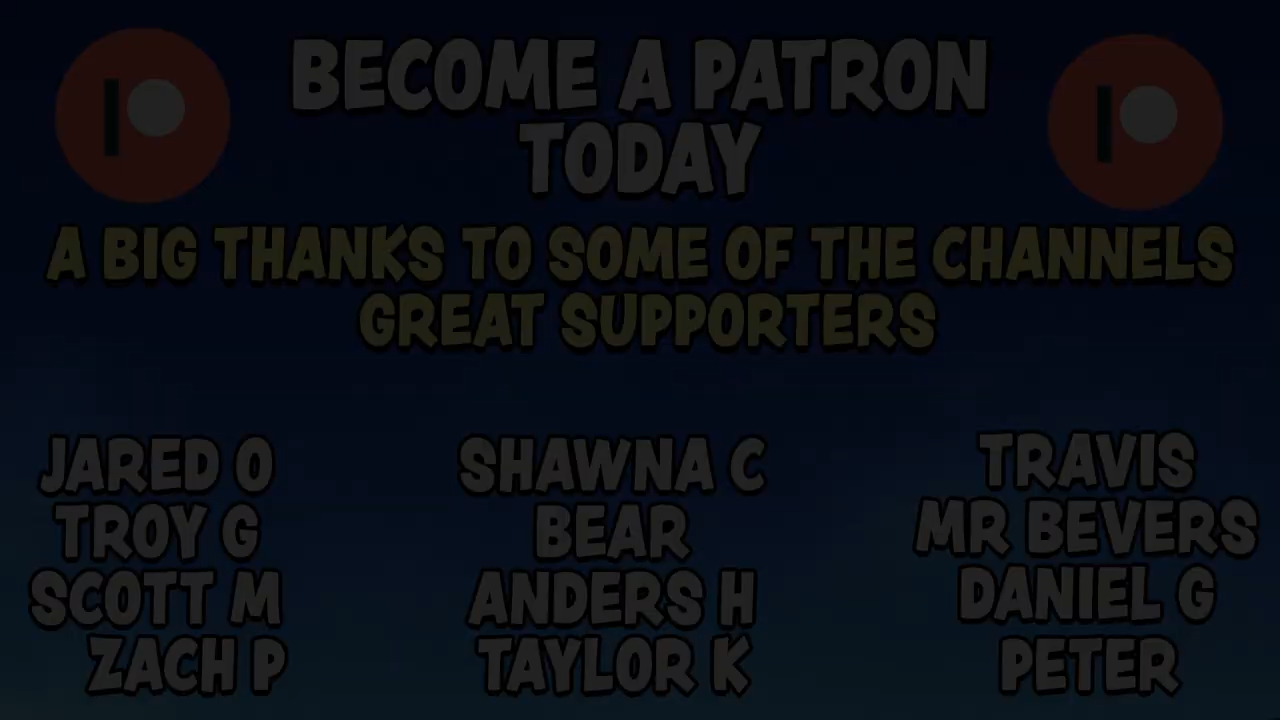 BECOME A PATRON
TODAY
A BIG THANKS TO SOME OF THE CHANNELS
GREAT SUPPORTERS
JARED O
TROY G
SCOTT M
ZACH P
SHAWNA C
BEAR
ANDERS H
TAYLOR K
TRAVIS
MR BEVERS
DANIEL G
PETER